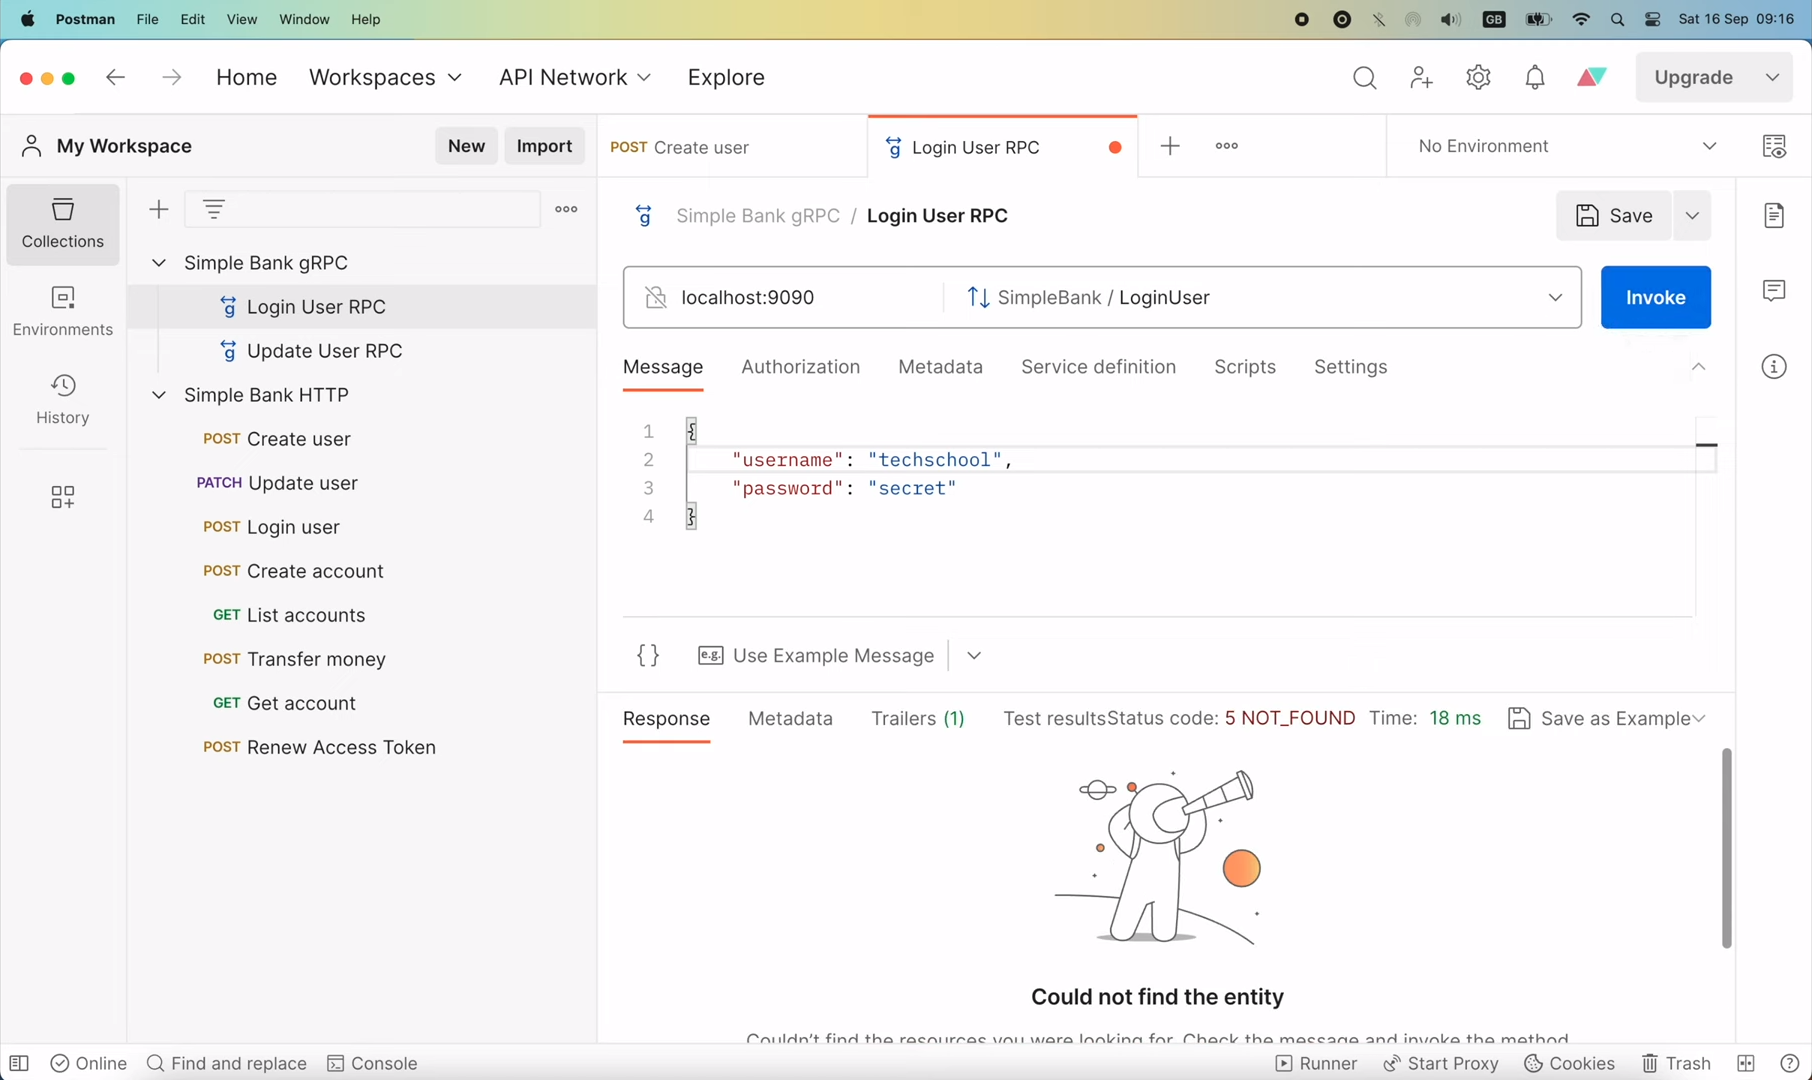 Postman File Edit View Window Help GB Sat 16 Sep 09:16
Home Workspaces API Network Explore Upgrade
My Workspace New Import POST Create user Login User RPC No Environment
Collections
Environments
History
Simple Bank gRPC
Login User RPC
Update User RPC
Simple Bank HTTP
POST Create user
PATCH Update user
POST Login user
POST Create account
GET List accounts
POST Transfer money
GET Get account
POST Renew Access Token
Simple Bank gRPC / Login User RPC Save
localhost:9090 SimpleBank / LoginUser Invoke
Message Authorization Metadata Service definition Scripts Settings
1 {
2 "username": "techschool",
3 "password": "secret"
4 }
{} e.g. Use Example Message
Response Metadata Trailers (1) Test results Status code: 5 NOT_FOUND Time: 18 ms Save as Example
Could not find the entity
Couldn't find the resources you were looking for. Check the message and invoke the method
Online Find and replace Console Runner Start Proxy Cookies Trash